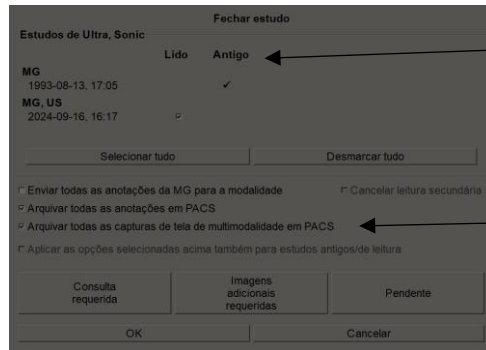 Fechar estudo
Estudos de Ultra, Sonic
Lido Antigo
MG
1993-08-13, 17:05
MG, US
2024-09-16, 16:17
Selecionar tudo Desmarcar tudo
Enviar todas as anotações da MG para a modalidade Cancelar leitura secundária
Arquivar todas as anotações em PACS
Arquivar todas as capturas de tela de multimodalidade em PACS
Aplicar as opções selecionadas acima também para estudos antigos/de leitura
Consulta requerida Imagens adicionais requeridas Pendente
OK Cancelar